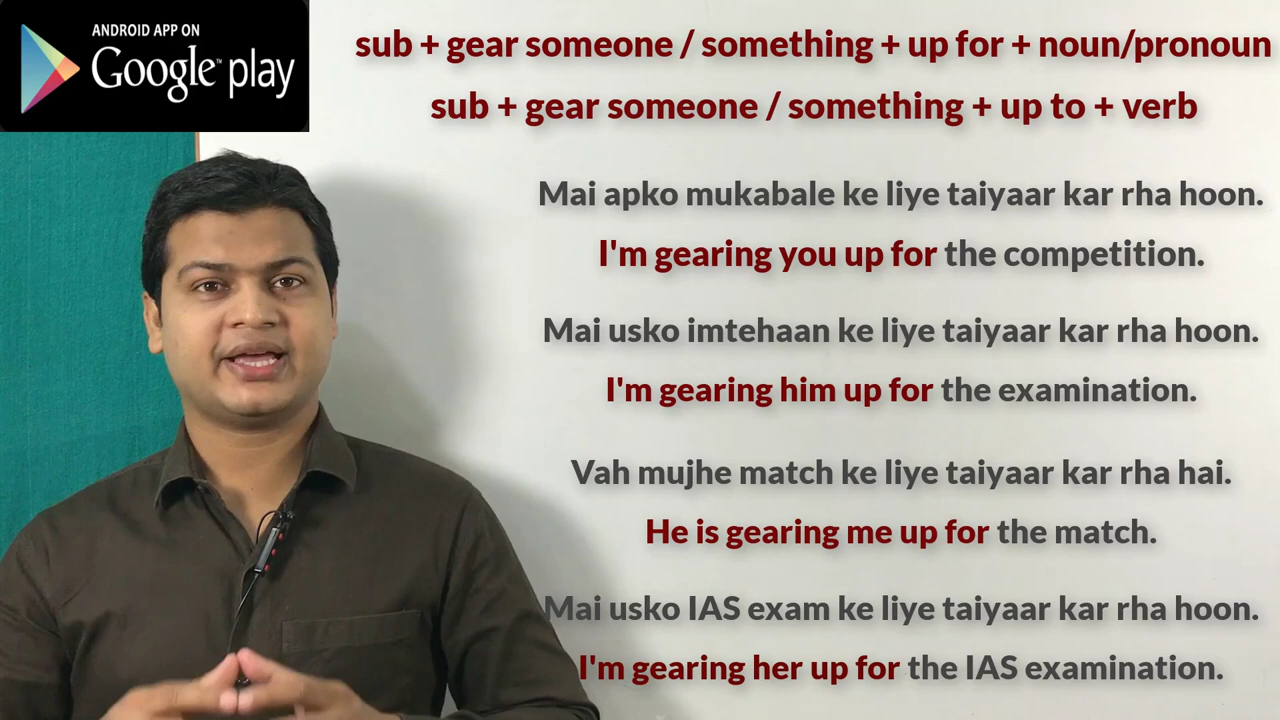 ANDROID APP ON
Google play
sub + gear someone / something + up for + noun/pronoun
sub + gear someone / something + up to + verb
Mai apko mukabale ke liye taiyaar kar rha hoon.
I'm gearing you up for the competition.
Mai usko imtehaan ke liye taiyaar kar rha hoon.
I'm gearing him up for the examination.
Vah mujhe match ke liye taiyaar kar rha hai.
He is gearing me up for the match.
Mai usko IAS exam ke liye taiyaar kar rha hoon.
I'm gearing her up for the IAS examination.